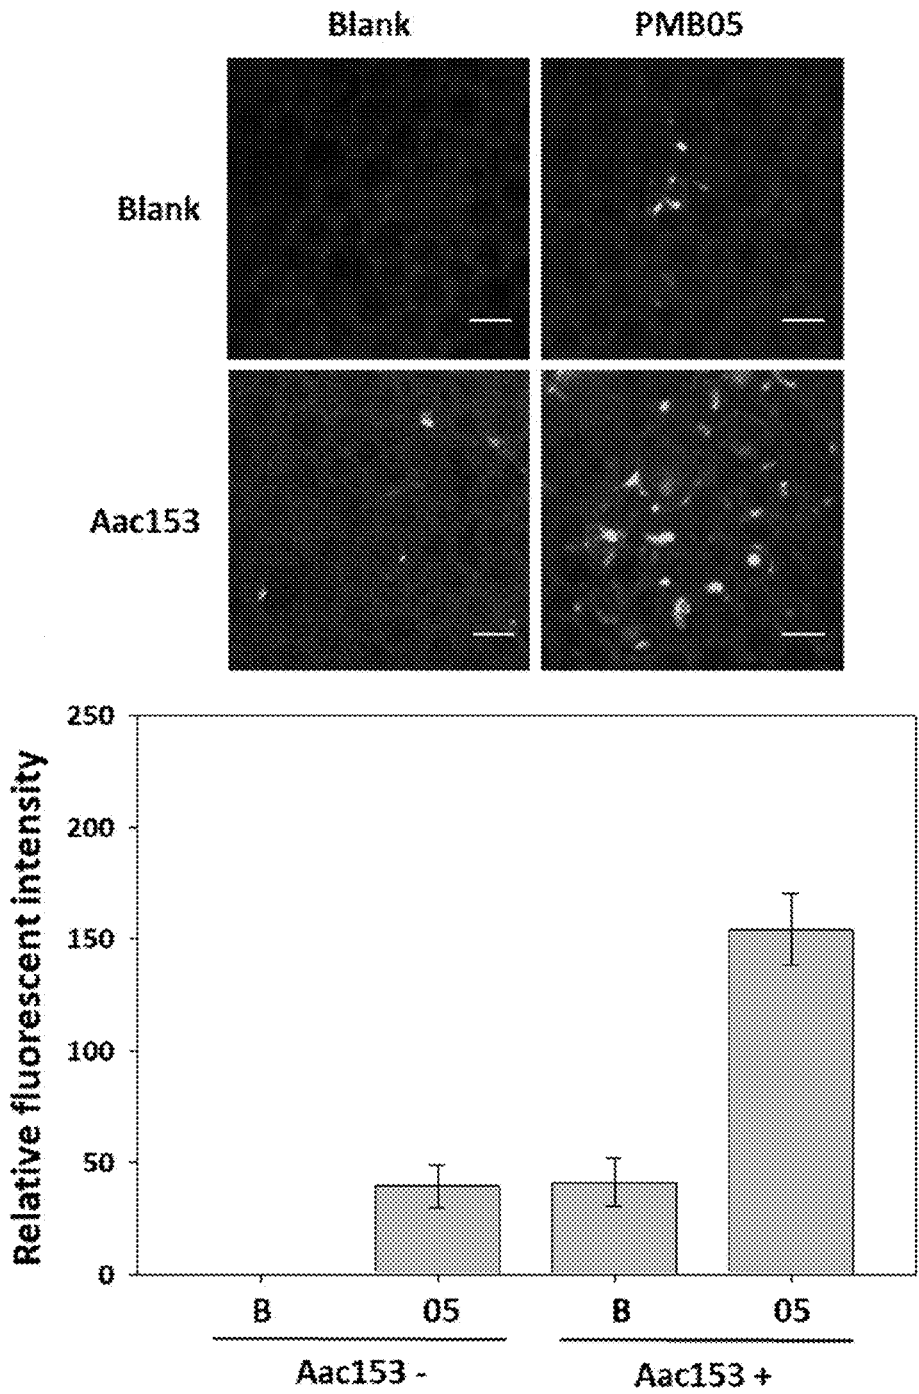 Blank PMB05
Blank
Aac153
250
200
150
100
50
0
Relative fluorescent intensity
B 05 B 05
Aac153 - Aac153 +